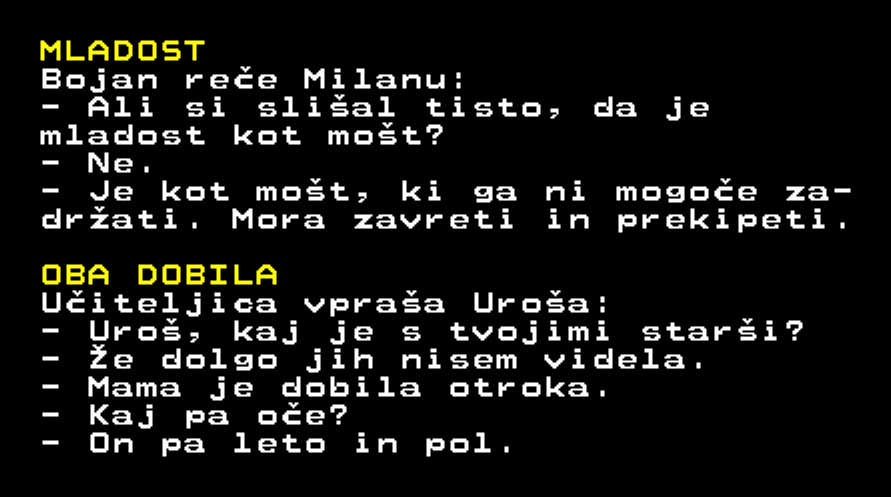 MLADOST
Bojan reče Milanu:
- Ali si slišal tisto, da je
mladost kot mošt?
- Ne.
- Je kot mošt, ki ga ni mogoče za-
držati. Mora zavreti in prekipeti.
OBA DOBILA
Učiteljica vpraša Uroša:
- Uroš, kaj je s tvojimi starši?
- Že dolgo jih nisem videla.
- Mama je dobila otroka.
- Kaj pa oče?
- On pa leto in pol.